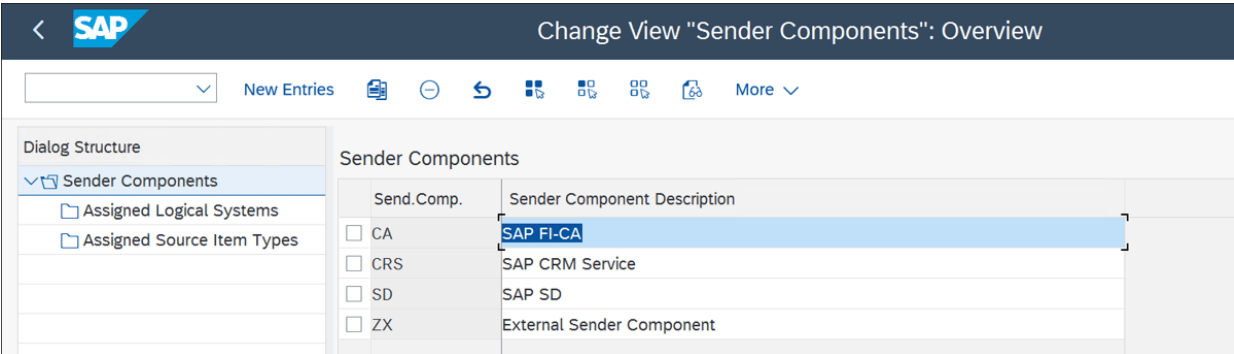 SAP
Change View "Sender Components": Overview
New Entries
More
Dialog Structure
Sender Components
Assigned Logical Systems
Assigned Source Item Types
Sender Components
Send.Comp. Sender Component Description
CA SAP FI-CA
CRS SAP CRM Service
SD SAP SD
ZX External Sender Component